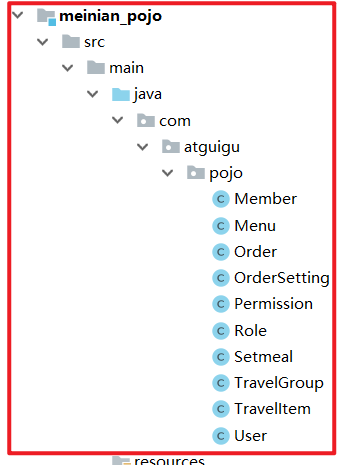 meinian_pojo
src
main
java
com
atguigu
pojo
C Member
C Menu
C Order
C OrderSetting
C Permission
C Role
C Setmeal
C TravelGroup
C TravelItem
C User
resources